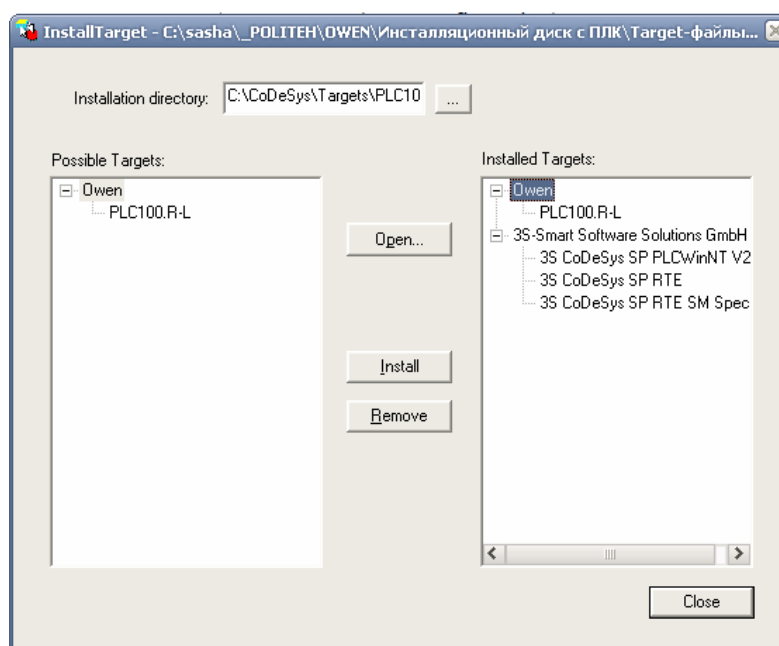 InstallTarget - C:\sasha\_POLITEH\OWEN\Инсталляционный диск с ПЛК\Target-файлы...
Installation directory:
C:\CoDeSys\Targets\PLC10
...
Possible Targets:
Owen
PLC100.R-L
Open...
Install
Remove
Installed Targets:
Owen
PLC100.R-L
3S-Smart Software Solutions GmbH
3S CoDeSys SP PLCWinNT V2
3S CoDeSys SP RTE
3S CoDeSys SP RTE SM Spec
Close